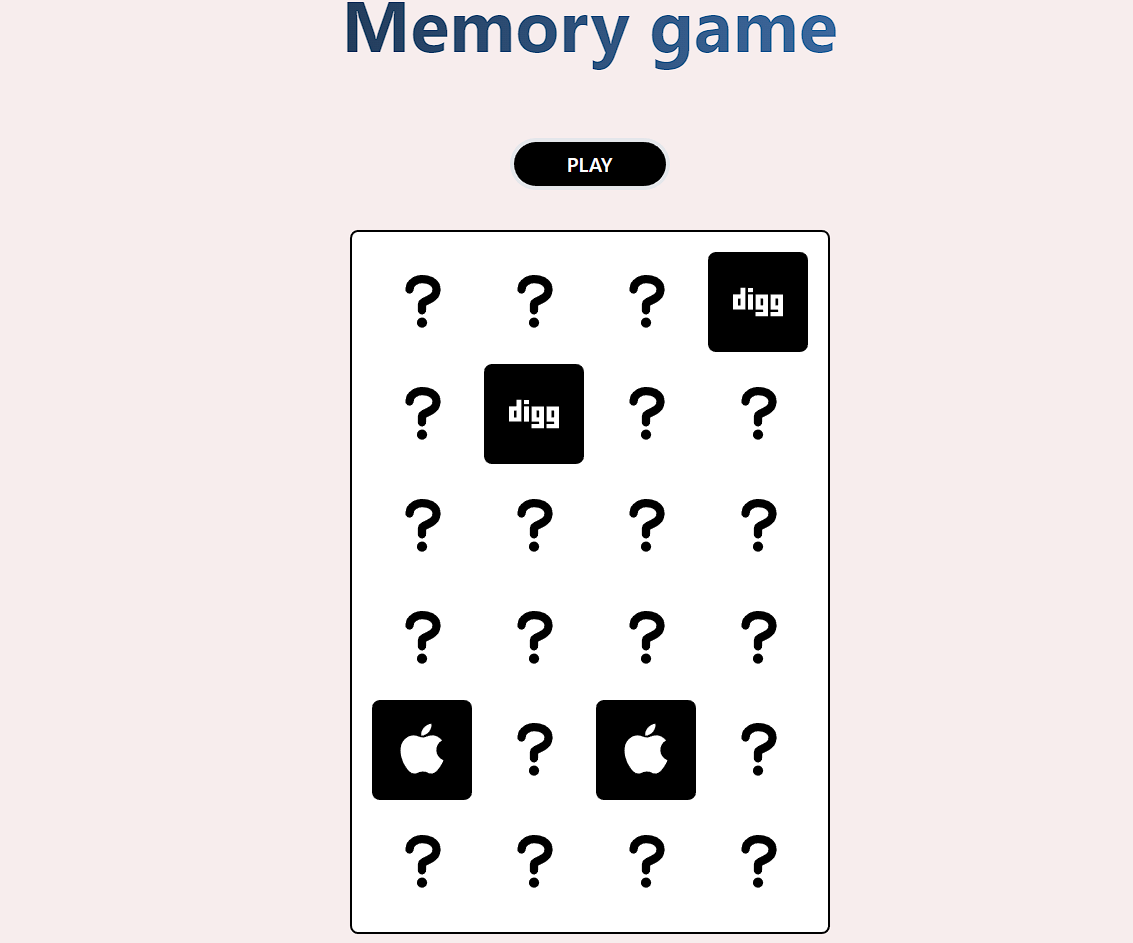 Memory game
PLAY
? ? ? digg
? digg ? ?
? ? ? ?
? ? ? ?
? ?
? ? ? ?